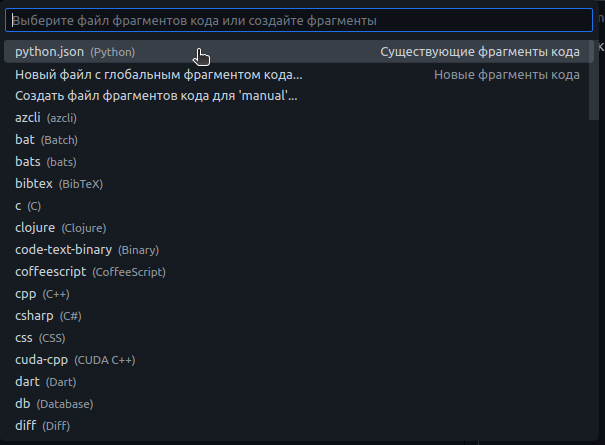 Выберите файл фрагментов кода или создайте фрагменты
python.json (Python) Существующие фрагменты кода
Новый файл с глобальным фрагментом кода... Новые фрагменты кода
Создать файл фрагментов кода для 'manual'...
azcli (azcli)
bat (Batch)
bats (bats)
bibtex (BibTeX)
c (C)
clojure (Clojure)
code-text-binary (Binary)
coffeescript (CoffeeScript)
cpp (C++)
csharp (C#)
css (CSS)
cuda-cpp (CUDA C++)
dart (Dart)
db (Database)
diff (Diff)